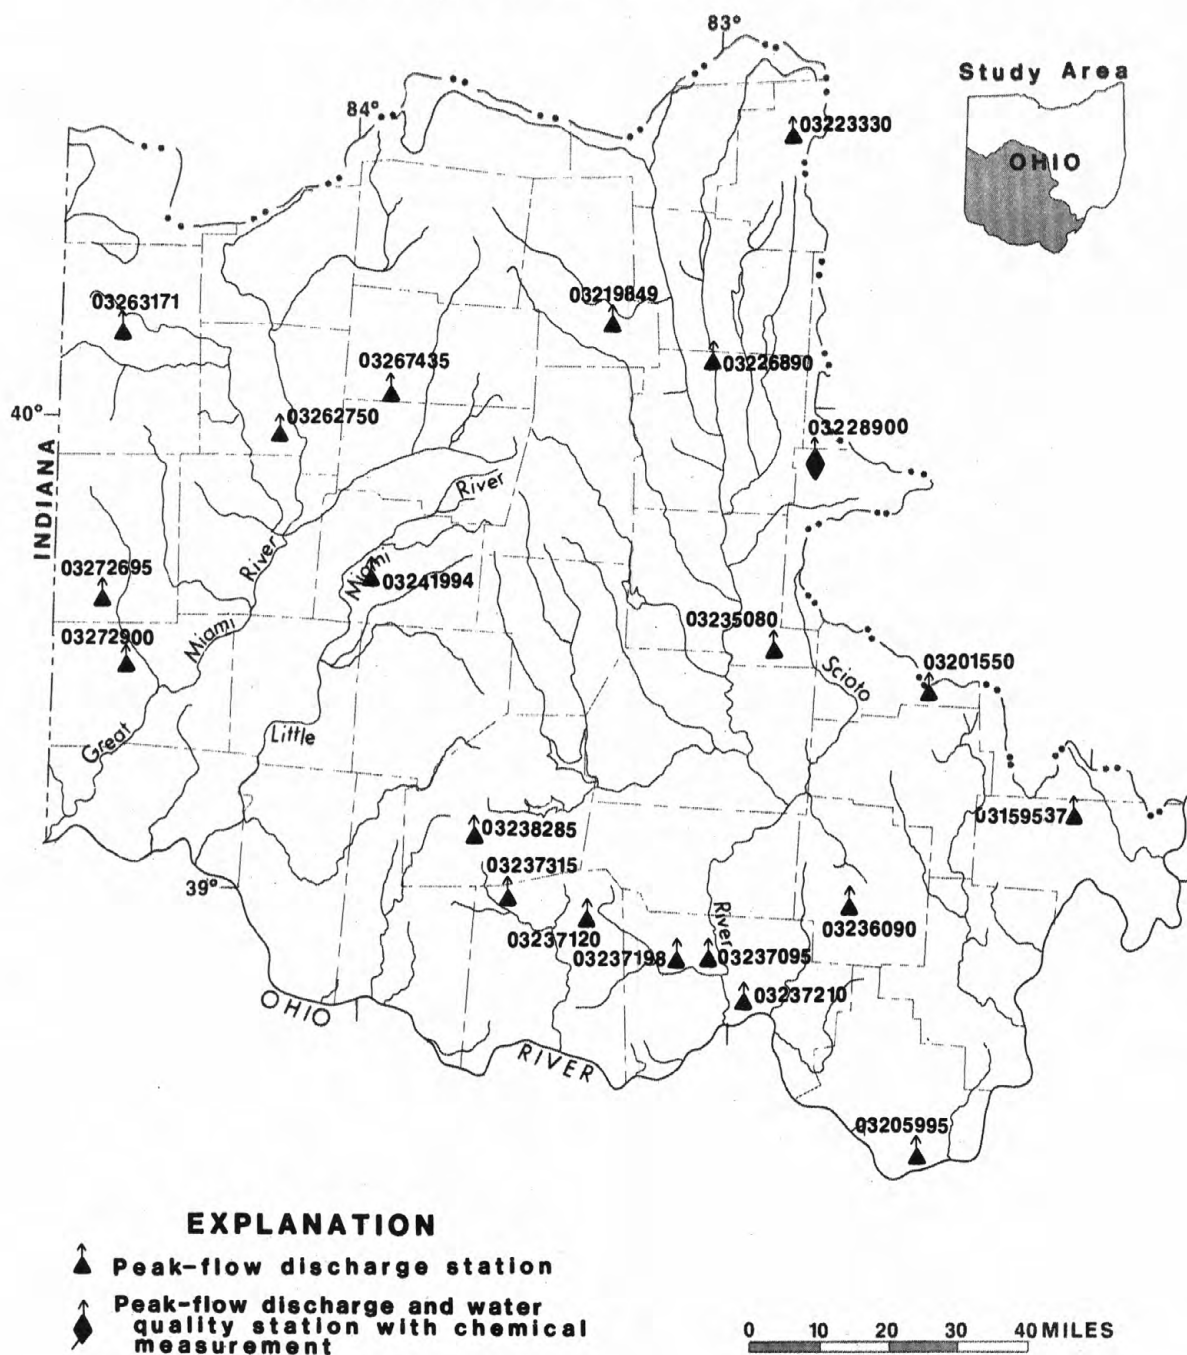 83°
Study Area
84°
03223330
OHIO
03263171
03219849
03267435
03226890
40°
03262750
03228900
INDIANA
River
River
03272695
Miami
03241994
03235080
03272900
Miami
Scioto
03201550
Great
Little
03159537
03238285
03237315
39°
River
03236090
03237120
03237198
03237095
03237210
OHIO
RIVER
03205995
EXPLANATION
Peak-flow discharge station
Peak-flow discharge and water
quality station with chemical
measurement
0 10 20 30 40 MILES